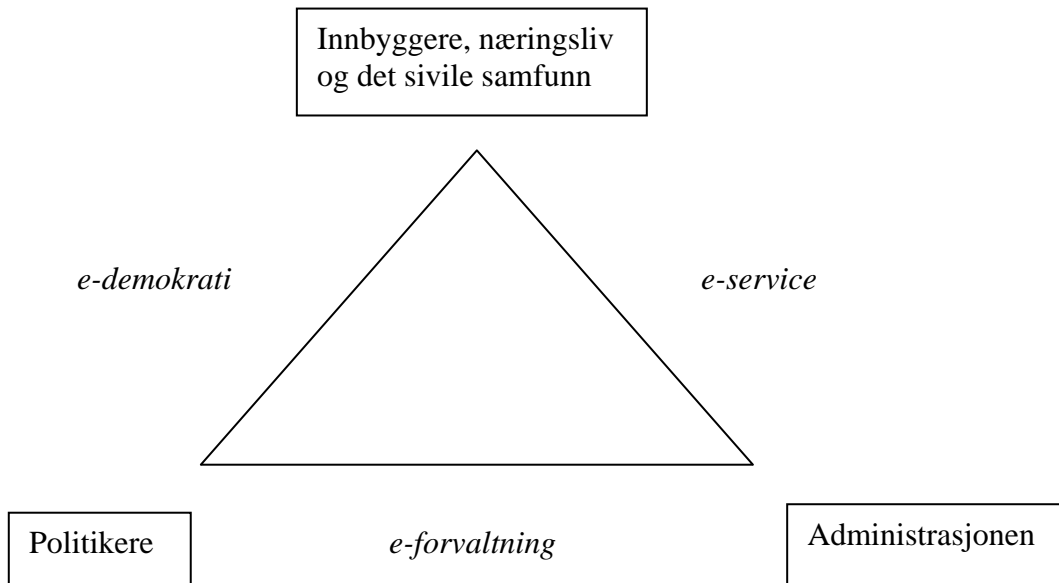 Innbyggere, næringsliv
og det sivile samfunn
e-demokrati
e-service
Politikere
e-forvaltning
Administrasjonen